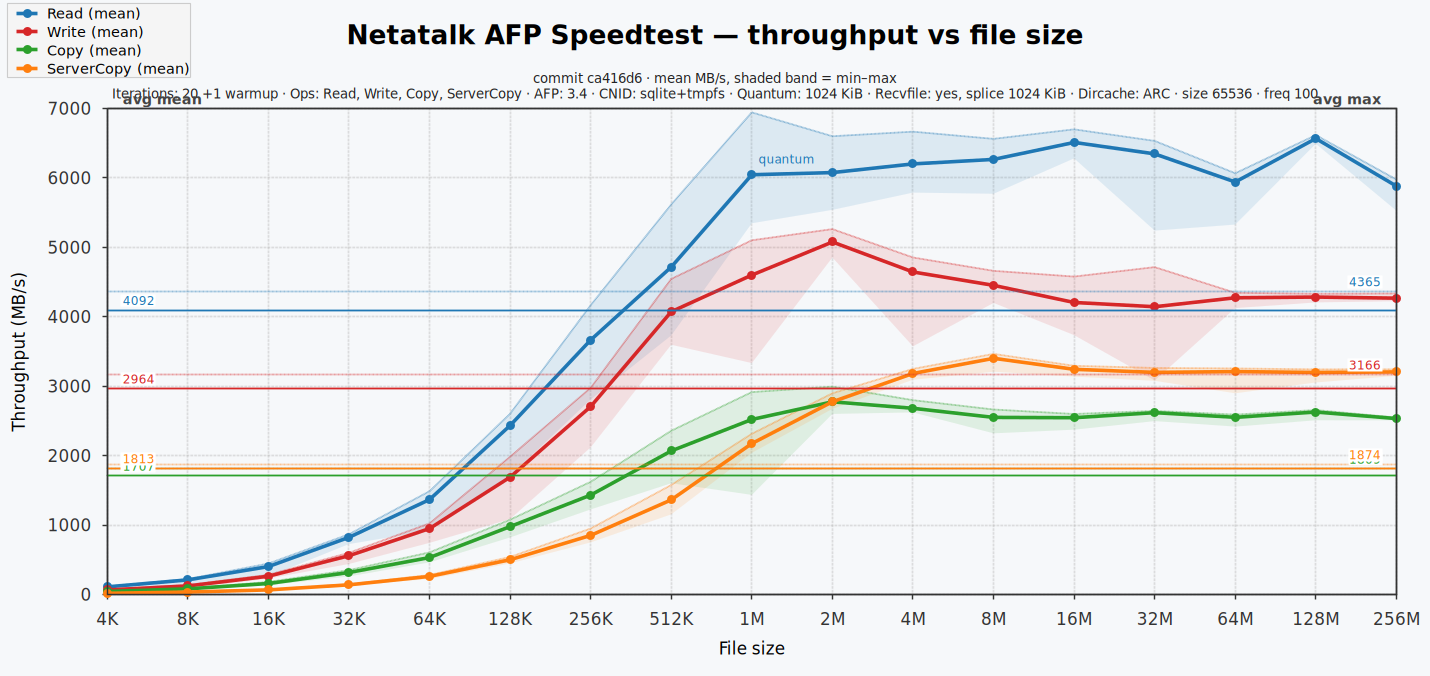 Read (mean)
Write (mean)
Copy (mean)
ServerCopy (mean)
Netatalk AFP Speedtest — throughput vs file size
commit ca416d6 · mean MB/s, shaded band = min–max
Iterations: 20 +1 warmup · Ops: Read, Write, Copy, ServerCopy · AFP: 3.4 · CNID: sqlite+tmpfs · Quantum: 1024 KiB · Recvfile: yes, splice 1024 KiB · Dircache: ARC · size 65536 · freq 100
avg mean
avg max
7000
6000
5000
4000
3000
2000
1000
0
Throughput (MB/s)
quantum
4092
4365
2964
3166
1813
1707
1874
4K 8K 16K 32K 64K 128K 256K 512K 1M 2M 4M 8M 16M 32M 64M 128M 256M
File size